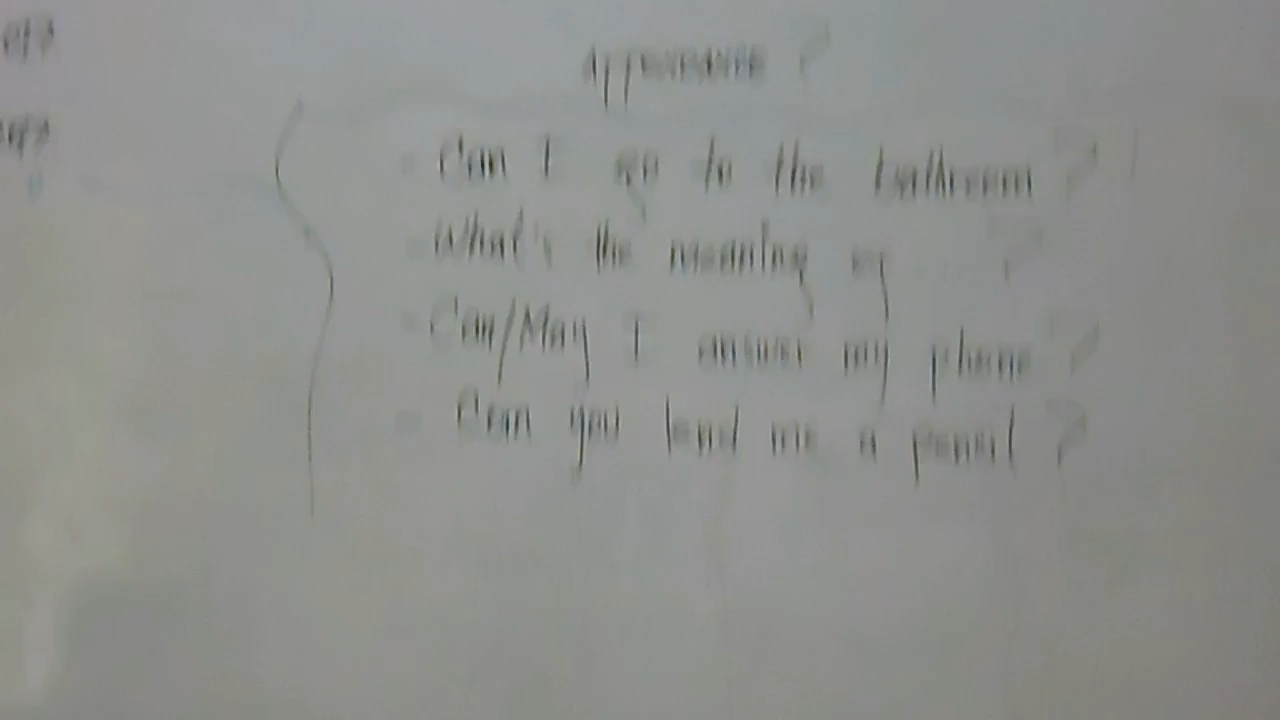 Appearance ?
- Can I go to the bathroom ?
- What's the meaning of ... ?
- Can/May I answer my phone ?
- Can you lend me a pencil ?